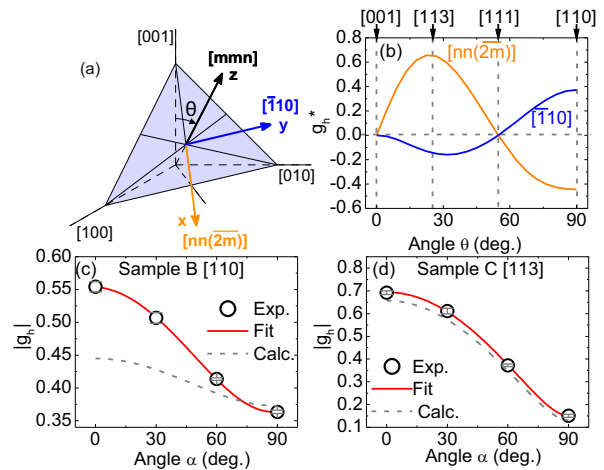 [001] [113] [111] [110]
[001]
(a)
[mmn]
z
θ
[1̅10]
y
[010]
x
[nn(2̅m̅)]
[100]
0.8
0.6
0.4
0.2
0.0
-0.2
-0.4
-0.6
g_h*
(b)
[nn(2̅m̅)]
[1̅10]
0 30 60 90
Angle θ (deg.)
0.55
0.50
0.45
0.40
0.35
|g_h|
(c) Sample B [110]
Exp.
Fit
Calc.
0 30 60 90
Angle α (deg.)
0.8
0.7
0.6
0.5
0.4
0.3
0.2
0.1
|g_h|
(d) Sample C [113]
Exp.
Fit
Calc.
0 30 60 90
Angle α (deg.)